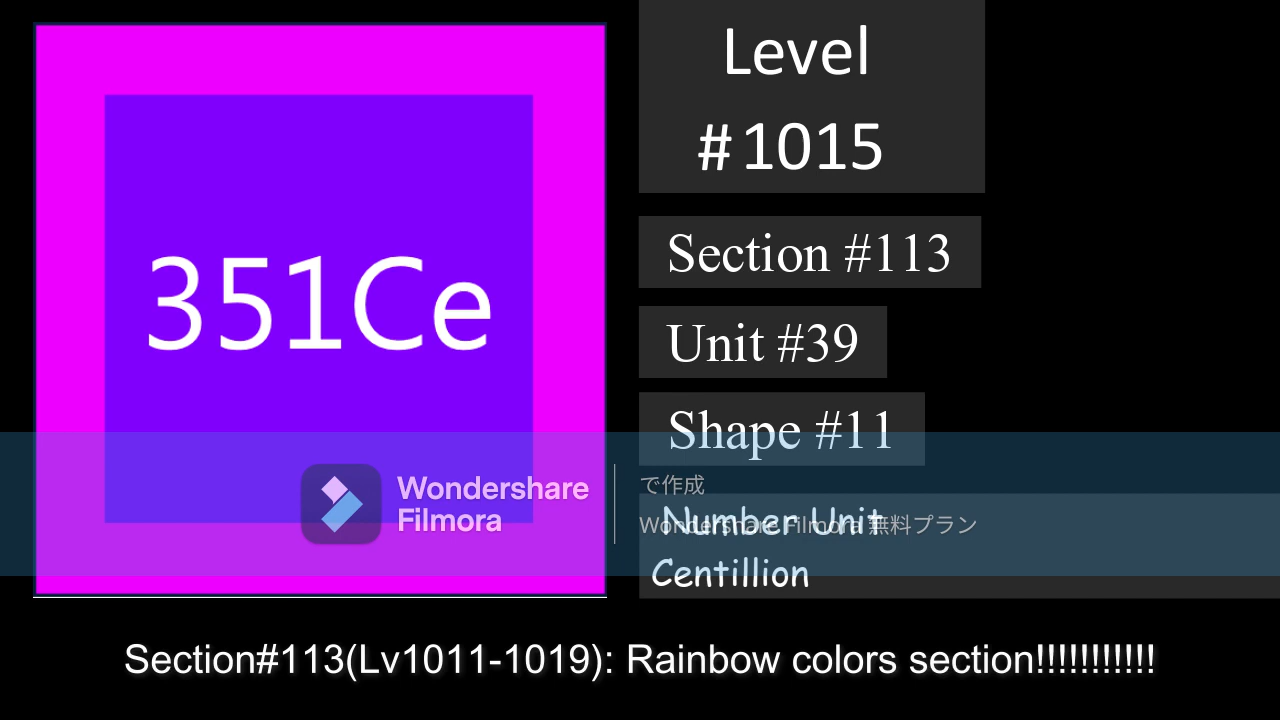 351Ce
Level
#1015
Section #113
Unit #39
Shape #11
Wondershare
Filmora
で作成
Wondershare Filmora 無料プラン
Number Unit
Centillion
Section#113(Lv1011-1019): Rainbow colors section!!!!!!!!!!!